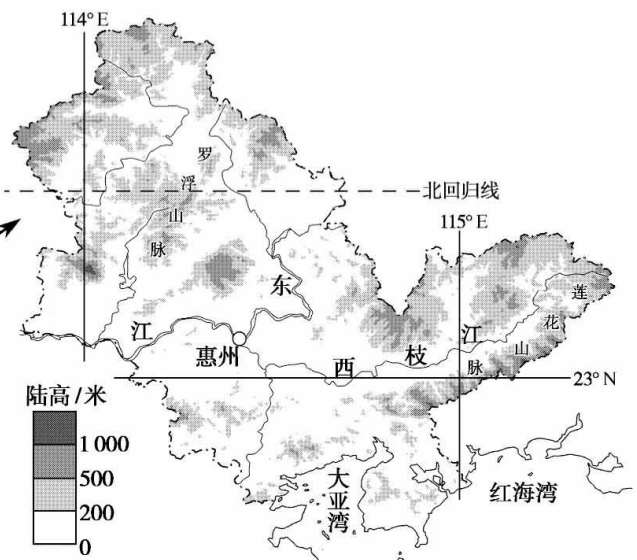 114°E
罗浮山脉
北回归线
115°E
莲花山脉
东江
惠州
西枝江
23°N
陆高/米
1 000
500
200
0
大亚湾
红海湾